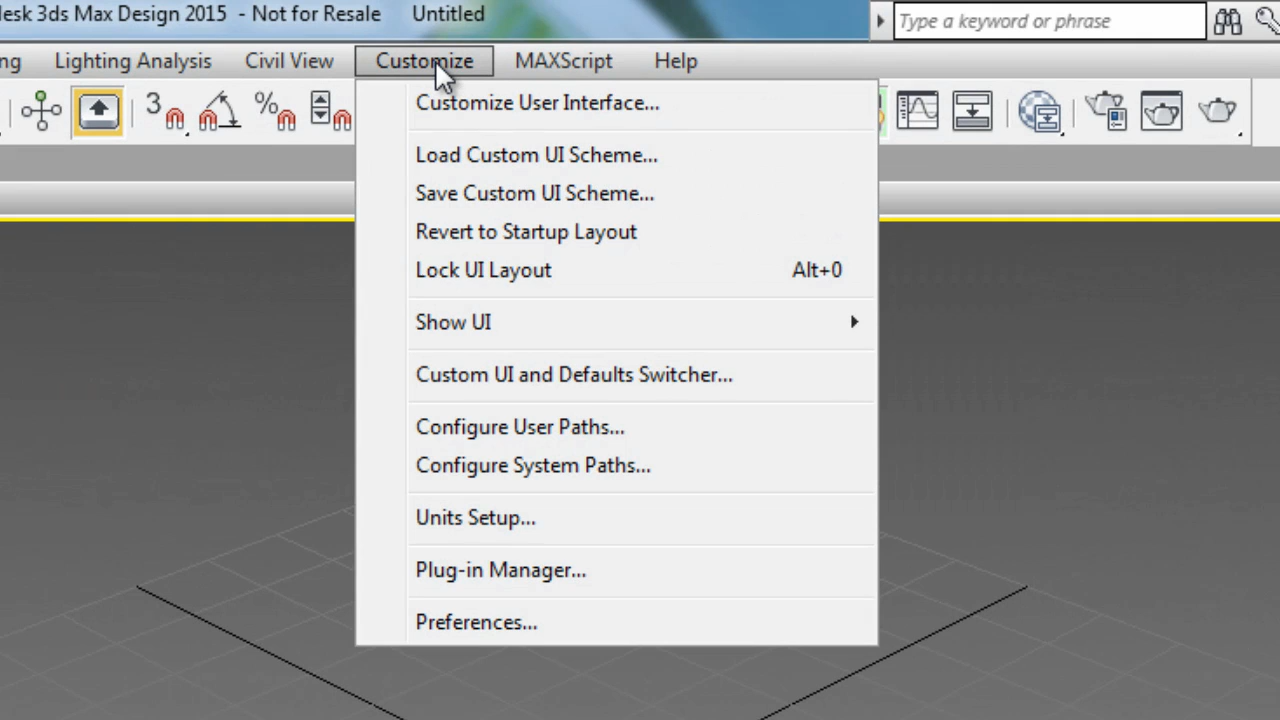 desk 3ds Max Design 2015 - Not for Resale Untitled
Type a keyword or phrase
ng Lighting Analysis Civil View Customize MAXScript Help
3 %
Customize User Interface...
Load Custom UI Scheme...
Save Custom UI Scheme...
Revert to Startup Layout
Lock UI Layout Alt+0
Show UI
Custom UI and Defaults Switcher...
Configure User Paths...
Configure System Paths...
Units Setup...
Plug-in Manager...
Preferences...